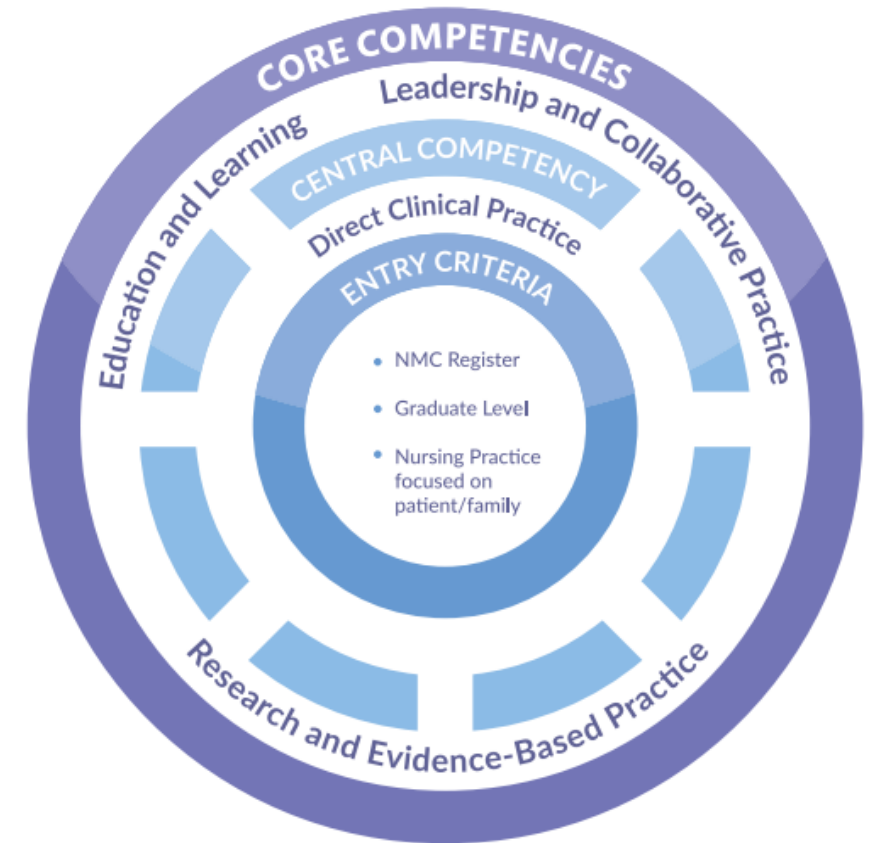 CORE COMPETENCIES
Leadership and Collaborative Practice
Education and Learning
CENTRAL COMPETENCY
Direct Clinical Practice
ENTRY CRITERIA
• NMC Register
• Graduate Level
• Nursing Practice
focused on
patient/family
Research and Evidence-Based Practice